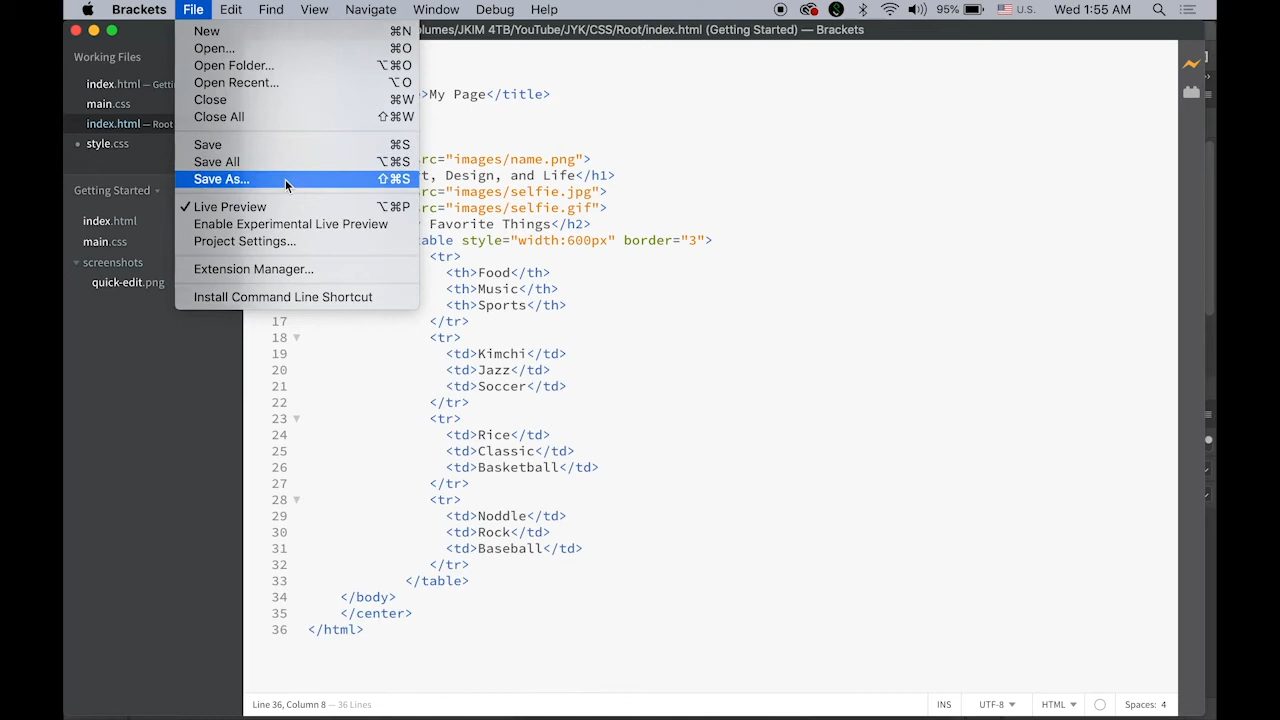 Brackets File Edit Find View Navigate Window Debug Help 95% U.S. Wed 1:55 AM
olumes/JKIM 4TB/YouTube/JYK/CSS/Root/index.html (Getting Started) — Brackets
Working Files
index.html — Getti
main.css
index.html — Root
style.css
Getting Started
index.html
main.css
screenshots
quick-edit.png
New ⌘N
Open... ⌘O
Open Folder... ⌥⌘O
Open Recent... ⌥O
Close ⌘W
Close All ⇧⌘W
Save ⌘S
Save All ⌥⌘S
Save As... ⇧⌘S
✓ Live Preview ⌥⌘P
Enable Experimental Live Preview
Project Settings...
Extension Manager...
Install Command Line Shortcut
>My Page</title>
rc="images/name.png">
t, Design, and Life</h1>
rc="images/selfie.jpg">
rc="images/selfie.gif">
Favorite Things</h2>
able style="width:600px" border="3">
<tr>
<th>Food</th>
<th>Music</th>
<th>Sports</th>
17 </tr>
18 <tr>
19 <td>Kimchi</td>
20 <td>Jazz</td>
21 <td>Soccer</td>
22 </tr>
23 <tr>
24 <td>Rice</td>
25 <td>Classic</td>
26 <td>Basketball</td>
27 </tr>
28 <tr>
29 <td>Noddle</td>
30 <td>Rock</td>
31 <td>Baseball</td>
32 </tr>
33 </table>
34 </body>
35 </center>
36 </html>
Line 36, Column 8 — 36 Lines INS UTF-8 HTML Spaces: 4